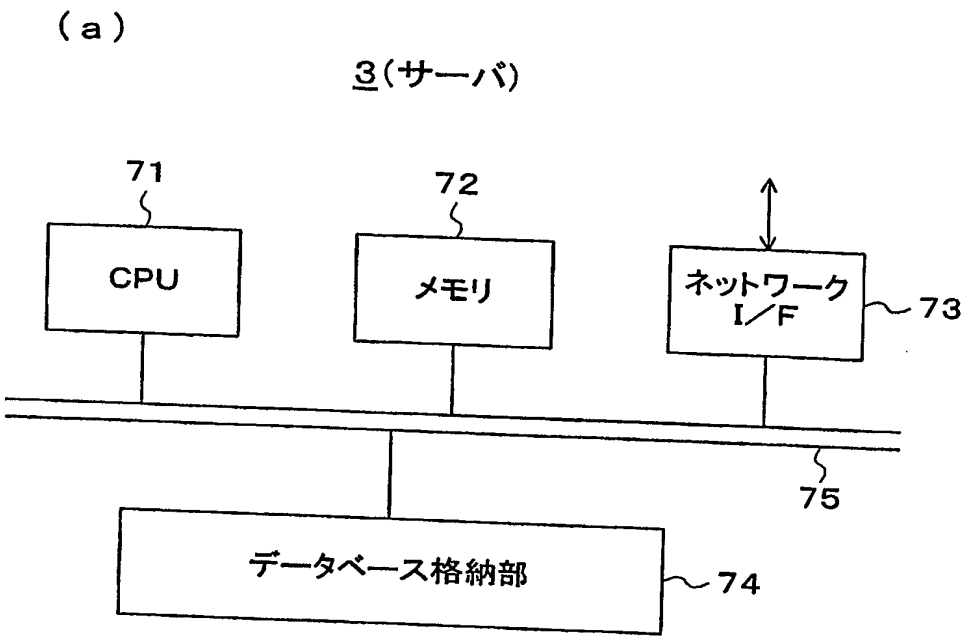 (a)
3(サーバ)
71
72
CPU
メモリ
ネットワーク
I/F
73
75
データベース格納部
74